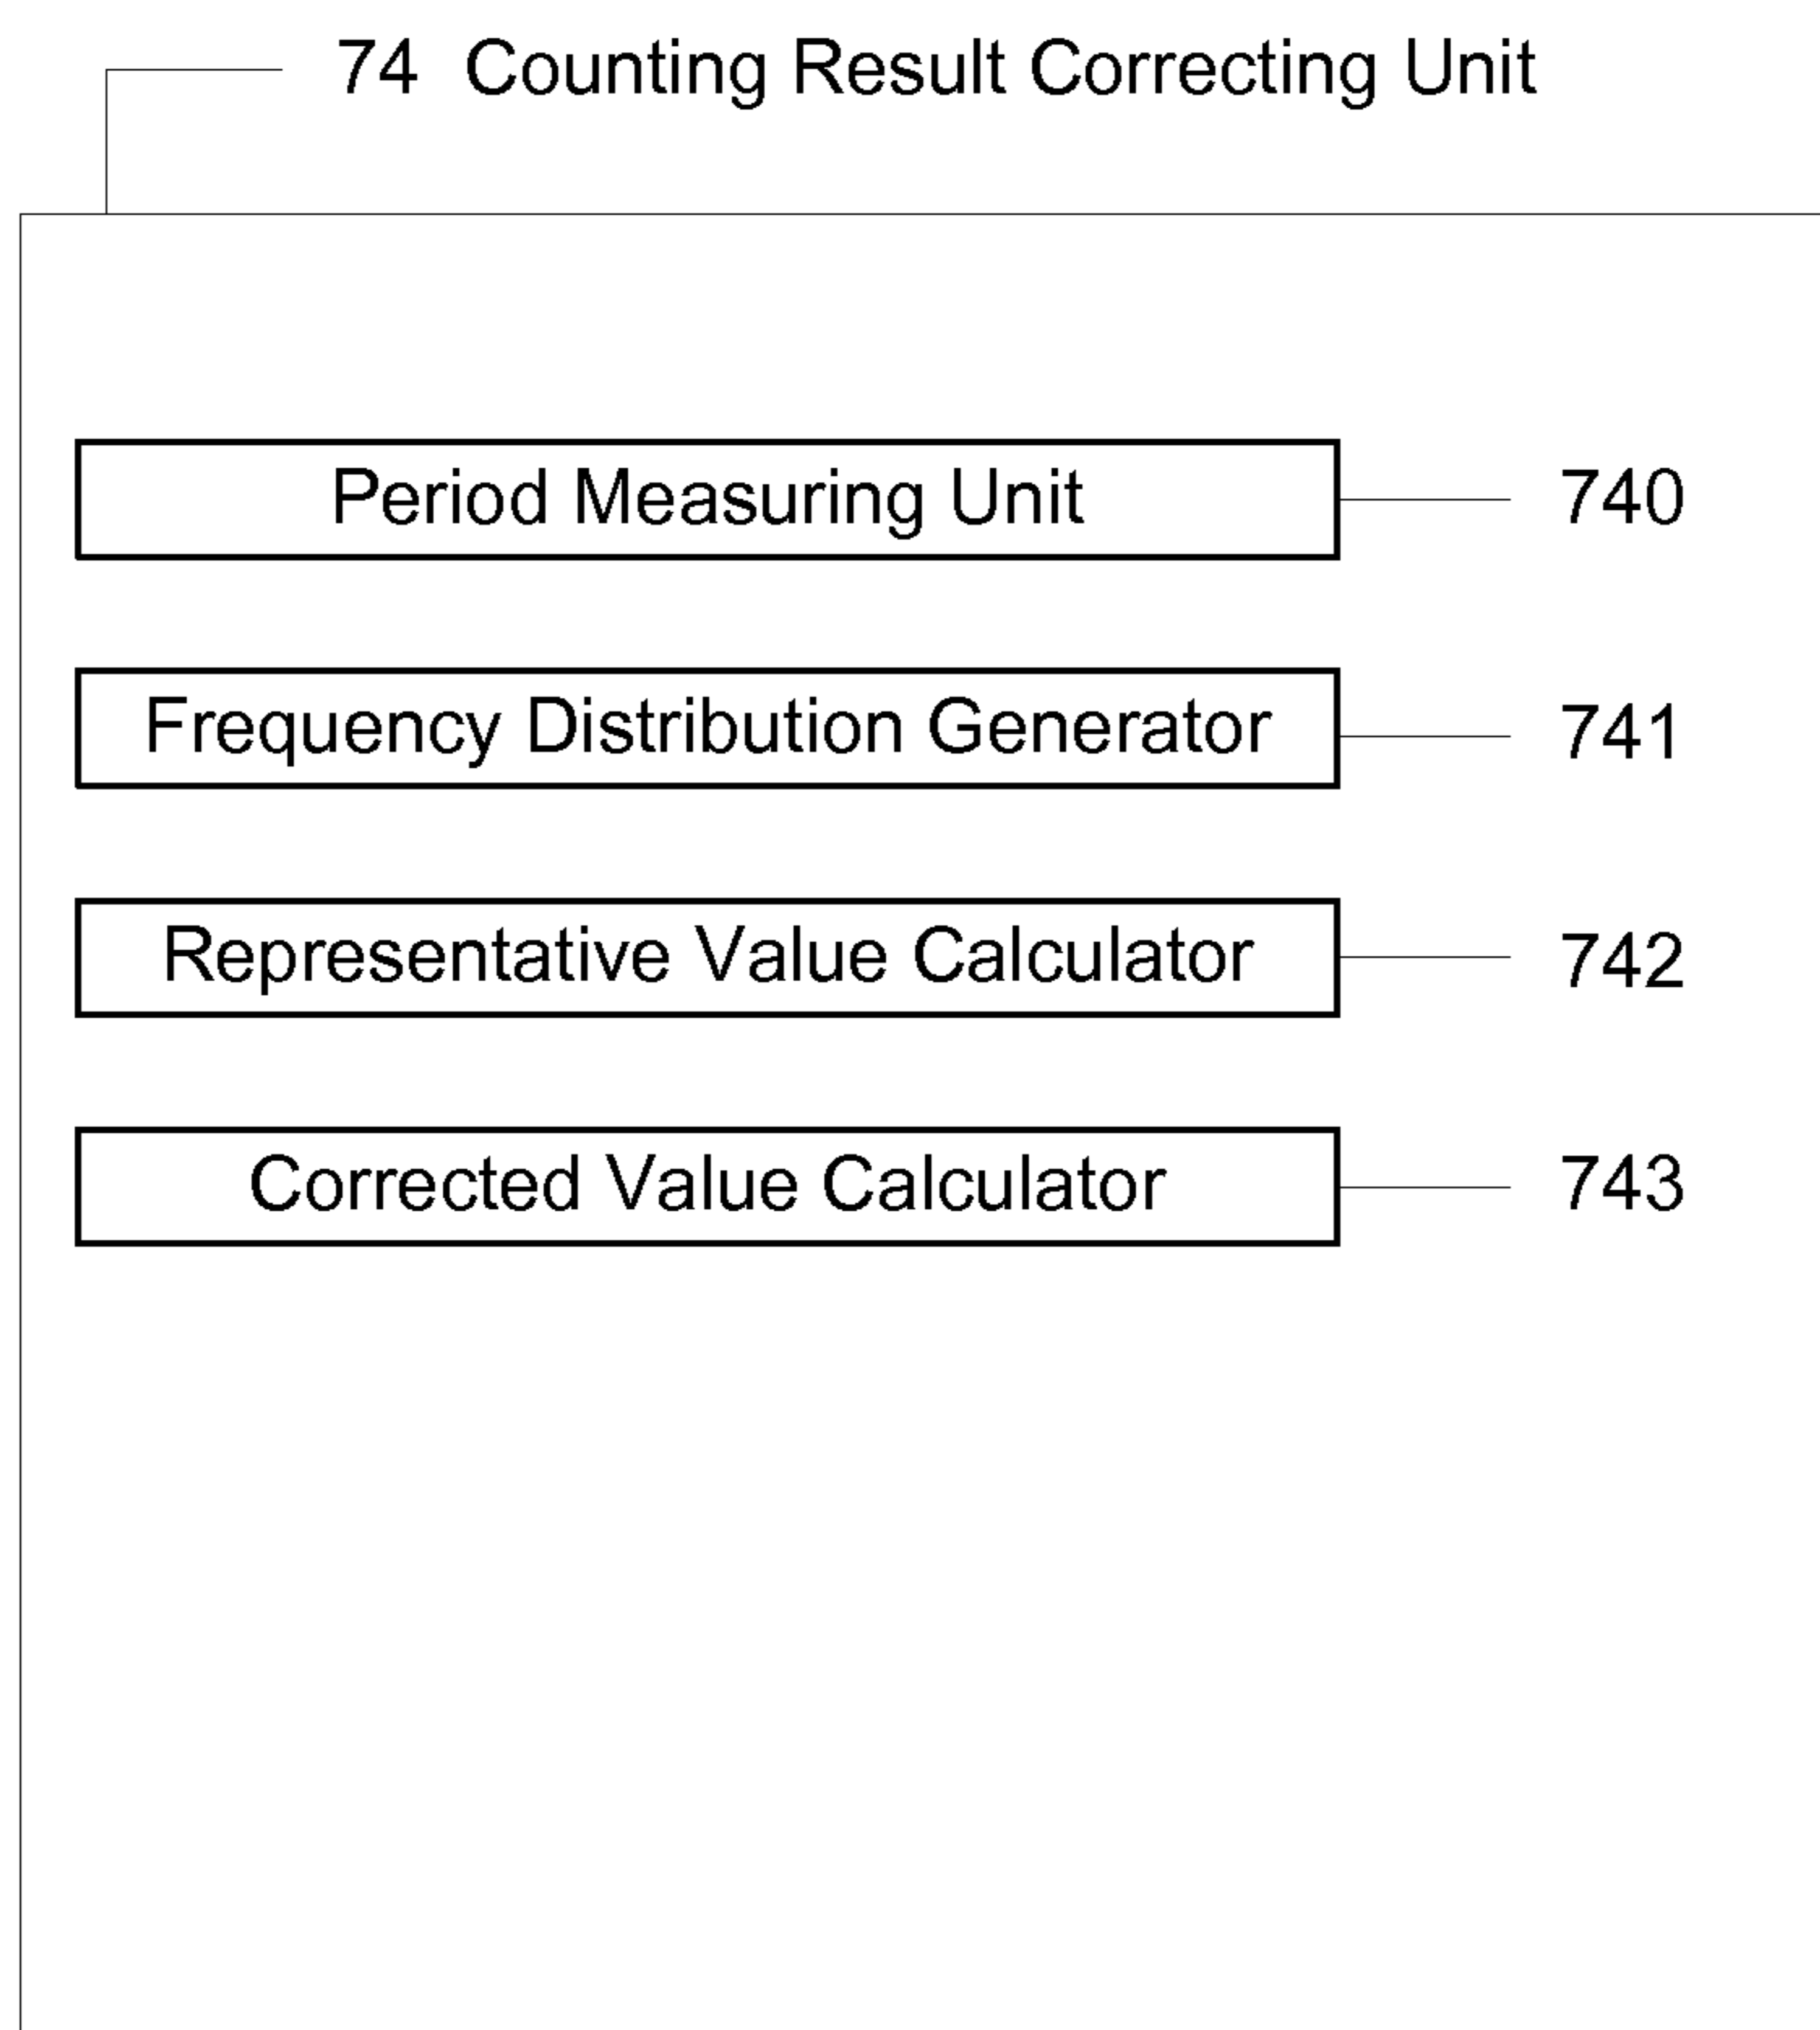 74 Counting Result Correcting Unit
Period Measuring Unit 740
Frequency Distribution Generator 741
Representative Value Calculator 742
Corrected Value Calculator 743